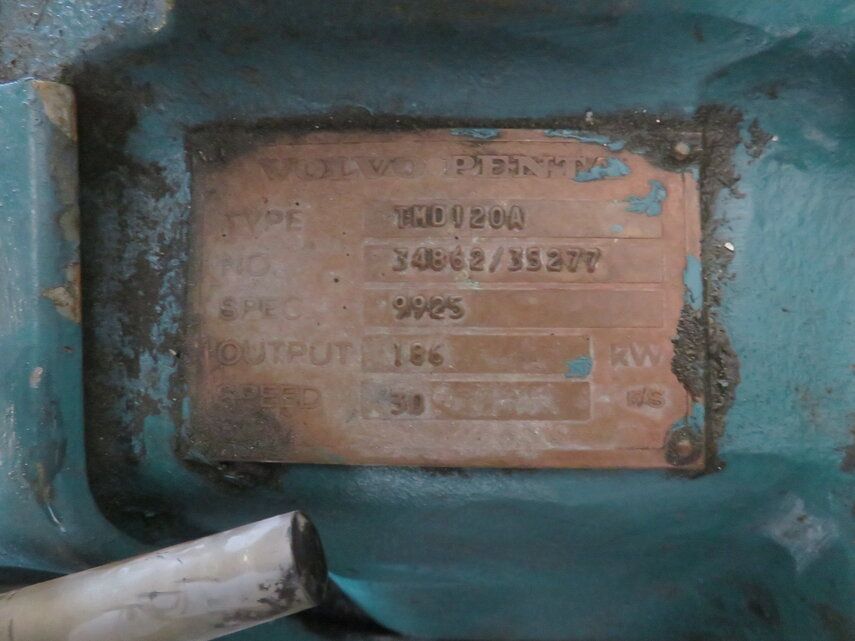 VOLVO PENTA
TYPE TMD120A
NO. 34862/35277
SPEC. 9925
OUTPUT 186 kW
SPEED 30 r/s